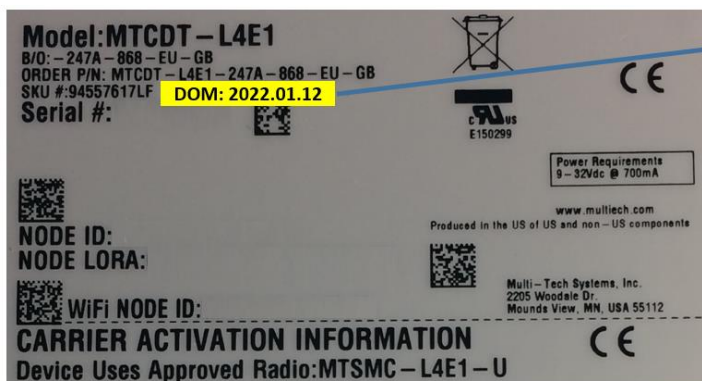 Model:MTCDT-L4E1
B/O:-247A-868-EU-GB
ORDER P/N: MTCDT-L4E1-247A-868-EU-GB
SKU #:94557617LF DOM: 2022.01.12
Serial #:
c RU us
E150299
CE
Power Requirements
9-32Vdc @ 700mA
www.multiech.com
Produced in the US of US and non-US components
NODE ID:
NODE LORA:
WiFi NODE ID:
Multi-Tech Systems, Inc.
2205 Woodale Dr.
Mounds View, MN, USA 55112
CARRIER ACTIVATION INFORMATION
CE
Device Uses Approved Radio:MTSMC-L4E1-U